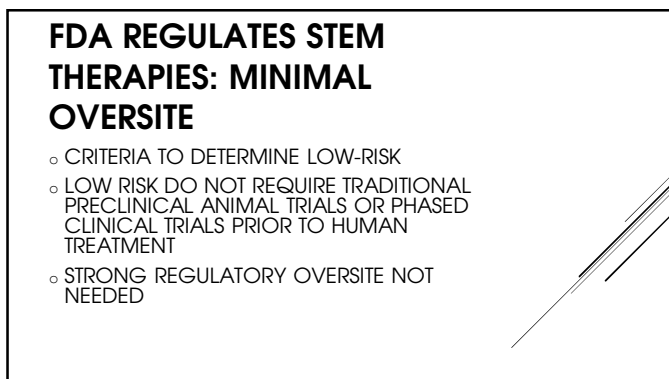 FDA REGULATES STEM
THERAPIES: MINIMAL
OVERSITE
o CRITERIA TO DETERMINE LOW-RISK
o LOW RISK DO NOT REQUIRE TRADITIONAL
PRECLINICAL ANIMAL TRIALS OR PHASED
CLINICAL TRIALS PRIOR TO HUMAN
TREATMENT
o STRONG REGULATORY OVERSITE NOT
NEEDED